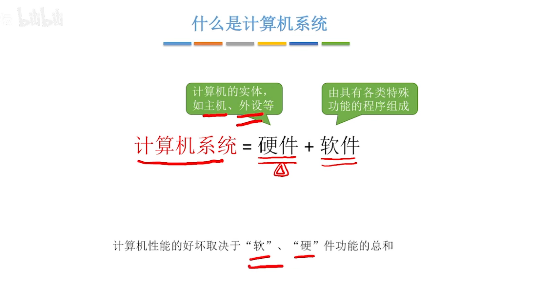 bilibili
什么是计算机系统
计算机的实体，
如主机、外设等
由具有各类特殊
功能的程序组成
计算机系统 = 硬件 + 软件
计算机性能的好坏取决于“软”、“硬”件功能的总和